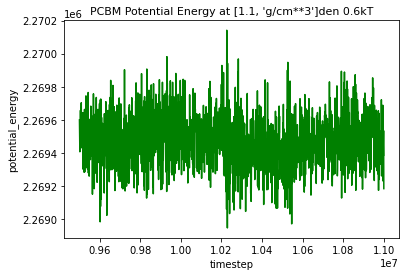 PCBM Potential Energy at [1.1, 'g/cm**3']den 0.6kT
1e6
2.2702
2.2700
2.2698
2.2696
2.2694
2.2692
2.2690
potential_energy
0.96 0.98 1.00 1.02 1.04 1.06 1.08 1.10
timestep
1e7